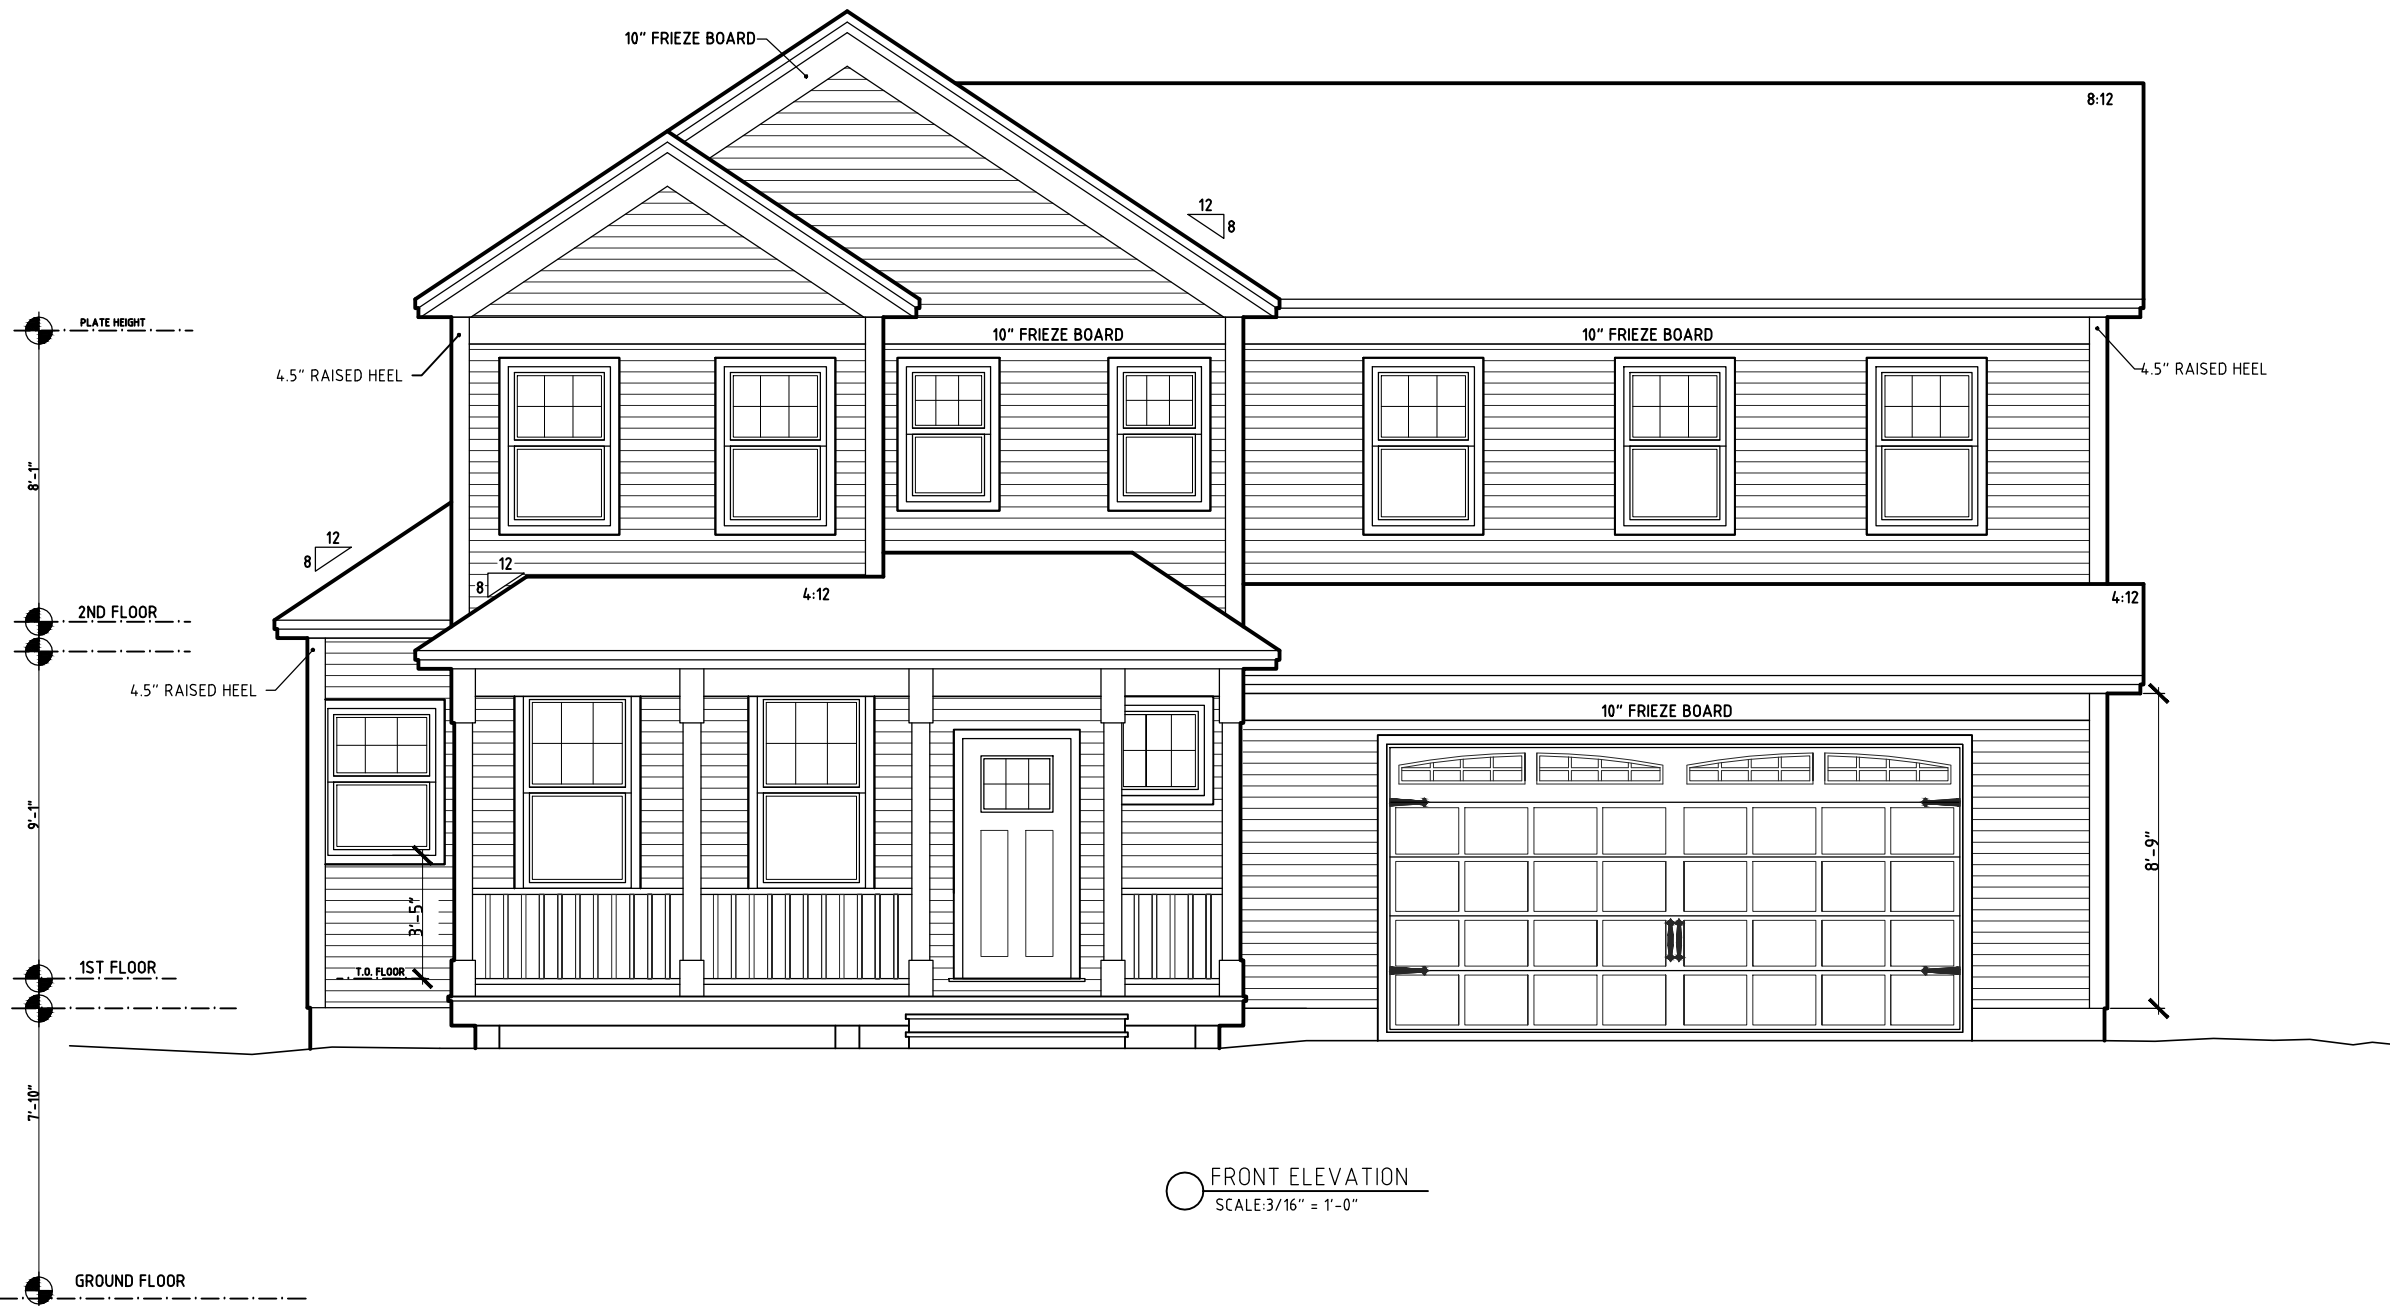 10" FRIEZE BOARD
8:12
12
8
PLATE HEIGHT
10" FRIEZE BOARD
10" FRIEZE BOARD
4.5" RAISED HEEL
4.5" RAISED HEEL
8'-1"
12
8
12
8
4:12
4:12
2ND FLOOR
4.5" RAISED HEEL
10" FRIEZE BOARD
9'-1"
8'-9"
3'-5"
1ST FLOOR
T.O. FLOOR
7'-10"
FRONT ELEVATION
SCALE:3/16" = 1'-0"
GROUND FLOOR